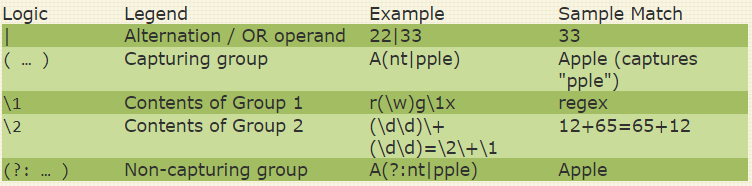 Logic Legend Example Sample Match
| Alternation / OR operand 22|33 33
( … ) Capturing group A(nt|pple) Apple (captures
"pple")
\1 Contents of Group 1 r(\w)g\1x regex
\2 Contents of Group 2 (\d\d)\+ 12+65=65+12
(\d\d)=\2\+\1
(?: … ) Non-capturing group A(?:nt|pple) Apple